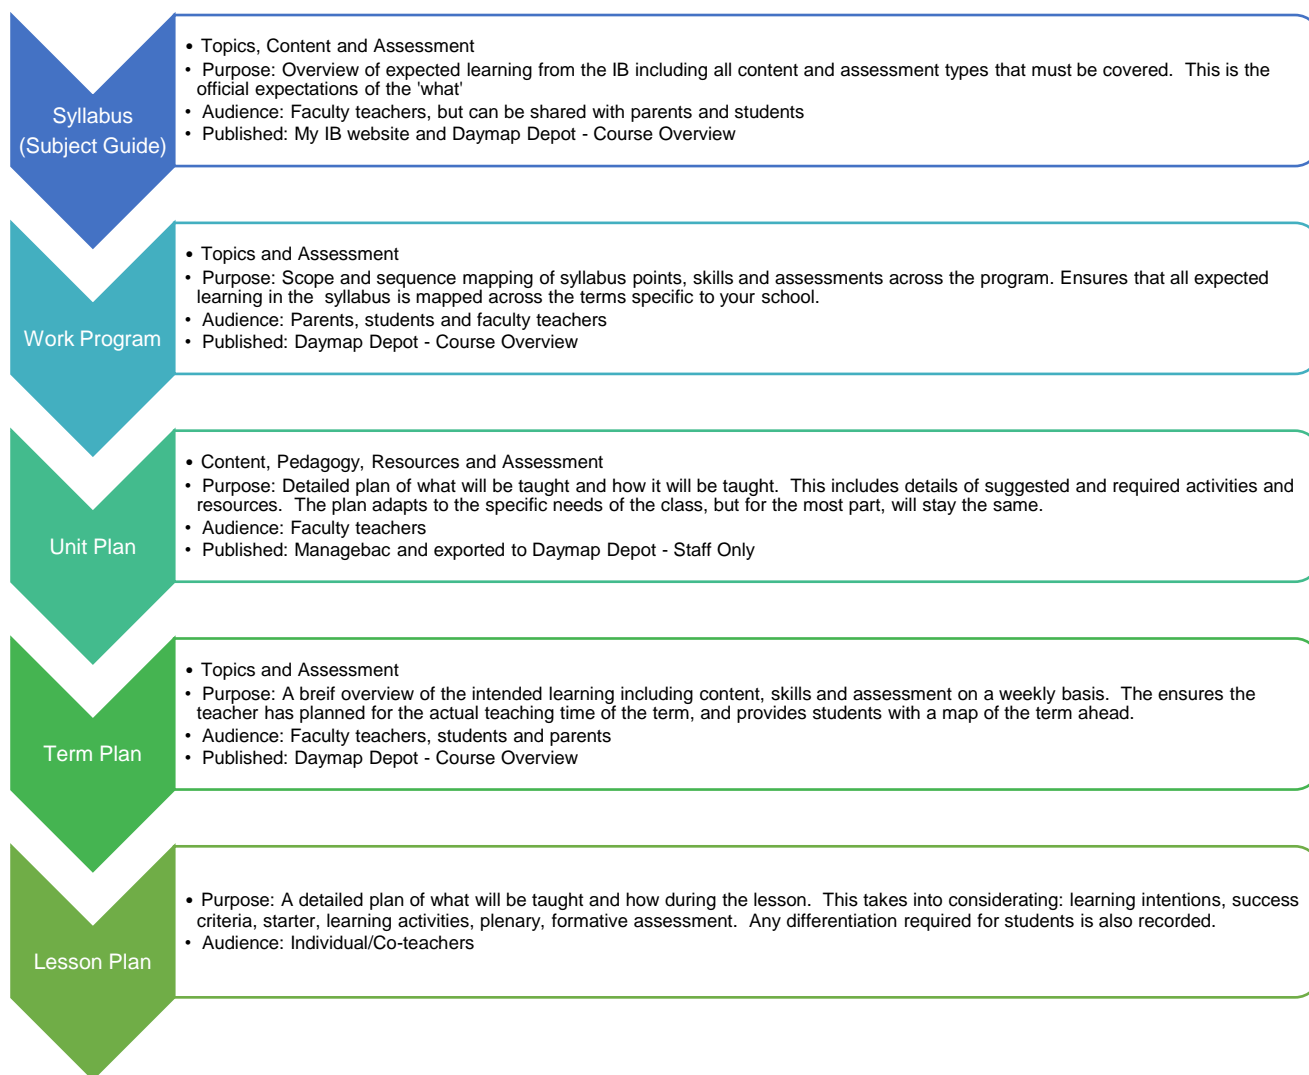 Syllabus
(Subject Guide)
• Topics, Content and Assessment
• Purpose: Overview of expected learning from the IB including all content and assessment types that must be covered. This is the
official expectations of the 'what'
• Audience: Faculty teachers, but can be shared with parents and students
• Published: My IB website and Daymap Depot - Course Overview
Work Program
• Topics and Assessment
• Purpose: Scope and sequence mapping of syllabus points, skills and assessments across the program. Ensures that all expected
learning in the syllabus is mapped across the terms specific to your school.
• Audience: Parents, students and faculty teachers
• Published: Daymap Depot - Course Overview
Unit Plan
• Content, Pedagogy, Resources and Assessment
• Purpose: Detailed plan of what will be taught and how it will be taught. This includes details of suggested and required activities and
resources. The plan adapts to the specific needs of the class, but for the most part, will stay the same.
• Audience: Faculty teachers
• Published: Managebac and exported to Daymap Depot - Staff Only
Term Plan
• Topics and Assessment
• Purpose: A breif overview of the intended learning including content, skills and assessment on a weekly basis. The ensures the
teacher has planned for the actual teaching time of the term, and provides students with a map of the term ahead.
• Audience: Faculty teachers, students and parents
• Published: Daymap Depot - Course Overview
Lesson Plan
• Purpose: A detailed plan of what will be taught and how during the lesson. This takes into considerating: learning intentions, success
criteria, starter, learning activities, plenary, formative assessment. Any differentiation required for students is also recorded.
• Audience: Individual/Co-teachers